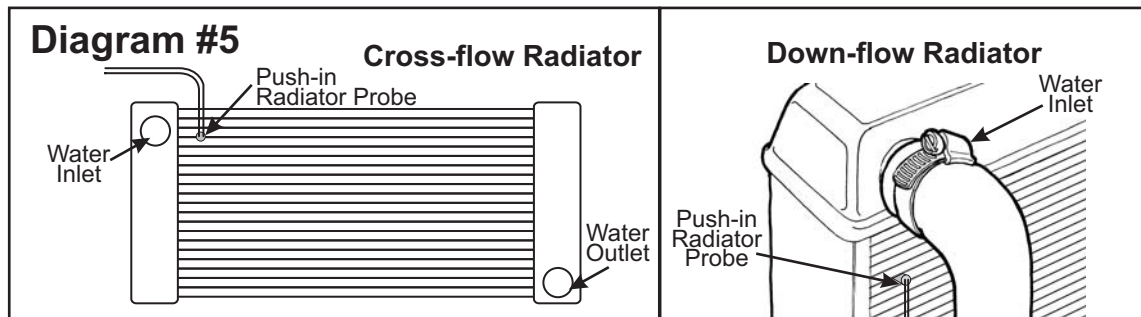 Diagram #5
Cross-flow Radiator
Push-in
Radiator Probe
Water
Inlet
Water
Outlet
Down-flow Radiator
Water
Inlet
Push-in
Radiator
Probe